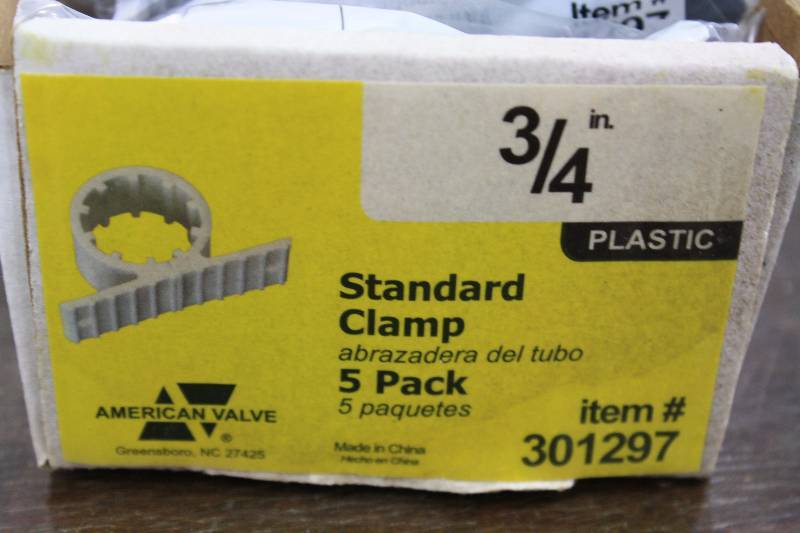 Item #
3/4 in.
PLASTIC
Standard
Clamp
abrazadera del tubo
5 Pack
5 paquetes
AMERICAN VALVE
®
Greensboro, NC 27425
Made in China
Hecho en China
item #
301297